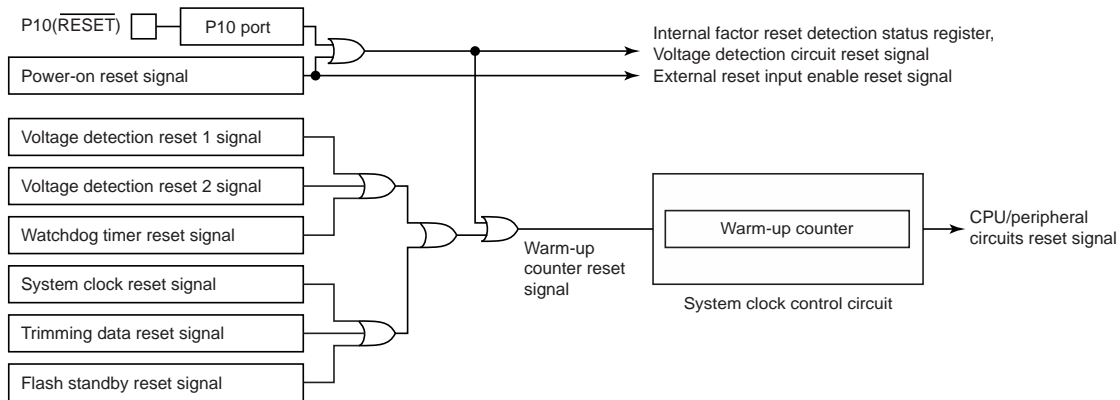 P10(RESET)
P10 port
Internal factor reset detection status register,
Voltage detection circuit reset signal
Power-on reset signal
External reset input enable reset signal
Voltage detection reset 1 signal
Voltage detection reset 2 signal
Watchdog timer reset signal
System clock reset signal
Trimming data reset signal
Flash standby reset signal
Warm-up
counter reset
signal
Warm-up counter
System clock control circuit
CPU/peripheral
circuits reset signal